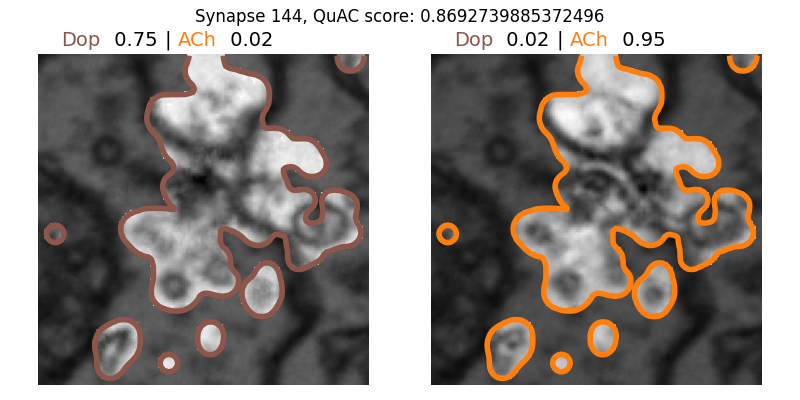 Synapse 144, QuAC score: 0.8692739885372496
Dop 0.75 | ACh 0.02
Dop 0.02 | ACh 0.95